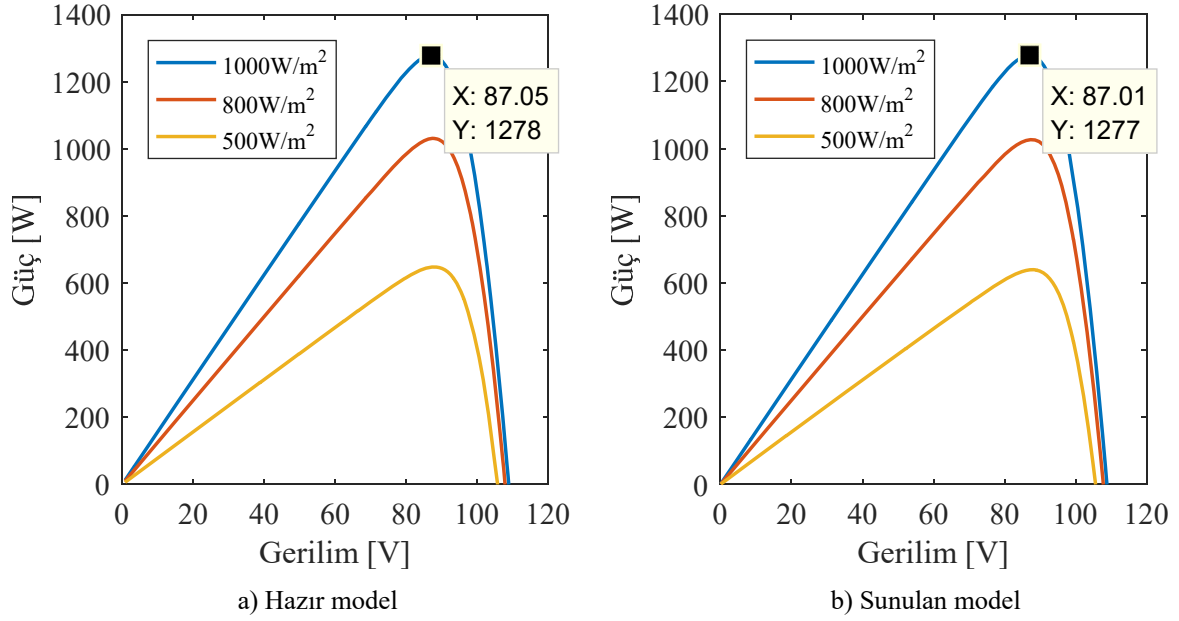 1400
1200
1000
800
600
400
200
0
Güç [W]
1000W/m²
800W/m²
500W/m²
X: 87.05
Y: 1278
0 20 40 60 80 100 120
Gerilim [V]
a) Hazır model
1400
1200
1000
800
600
400
200
0
Güç [W]
1000W/m²
800W/m²
500W/m²
X: 87.01
Y: 1277
0 20 40 60 80 100 120
Gerilim [V]
b) Sunulan model